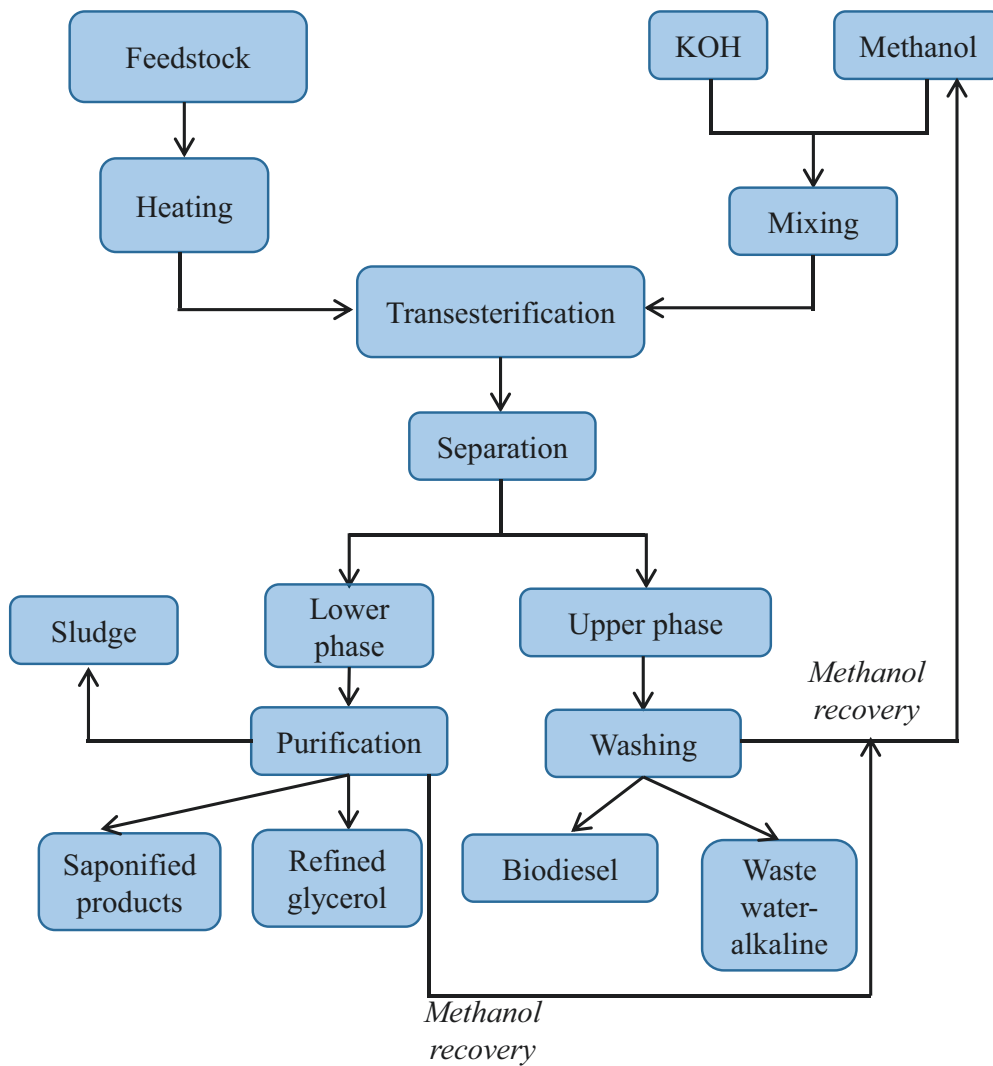 Feedstock
KOH
Methanol
Heating
Mixing
Transesterification
Separation
Lower
phase
Upper phase
Sludge
Methanol
recovery
Purification
Washing
Saponified
products
Refined
glycerol
Biodiesel
Waste
water-
alkaline
Methanol
recovery